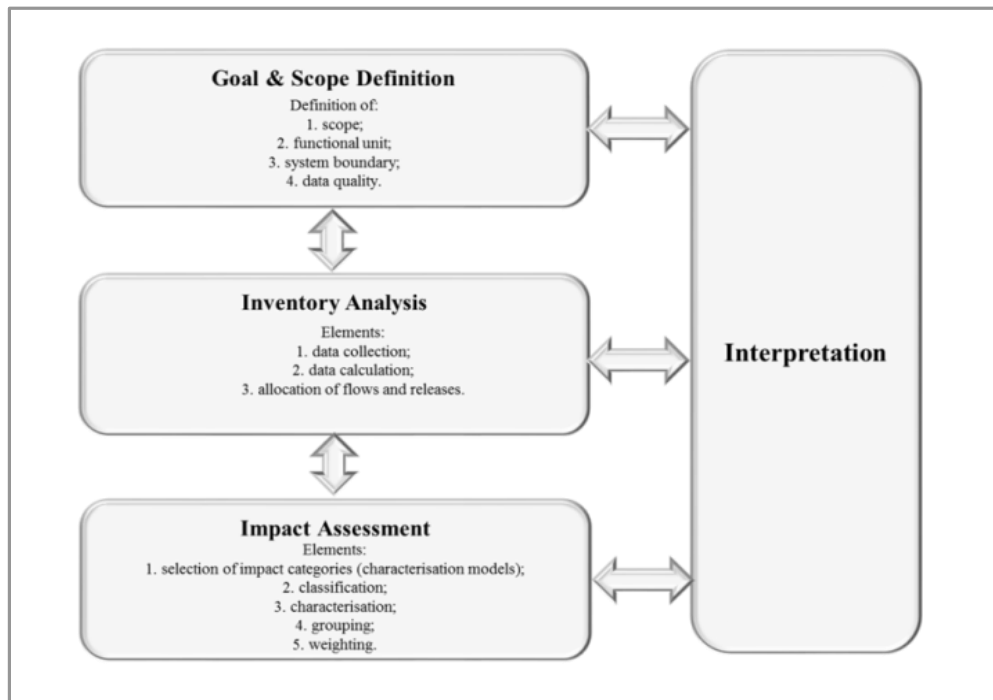 Goal & Scope Definition
Definition of:
1. scope;
2. functional unit;
3. system boundary;
4. data quality.
Inventory Analysis
Elements:
1. data collection;
2. data calculation;
3. allocation of flows and releases.
Impact Assessment
Elements:
1. selection of impact categories (characterisation models);
2. classification;
3. characterisation;
4. grouping;
5. weighting.
Interpretation